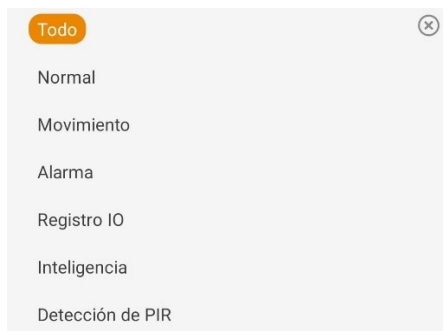 Todo
Normal
Movimiento
Alarma
Registro IO
Inteligencia
Detección de PIR